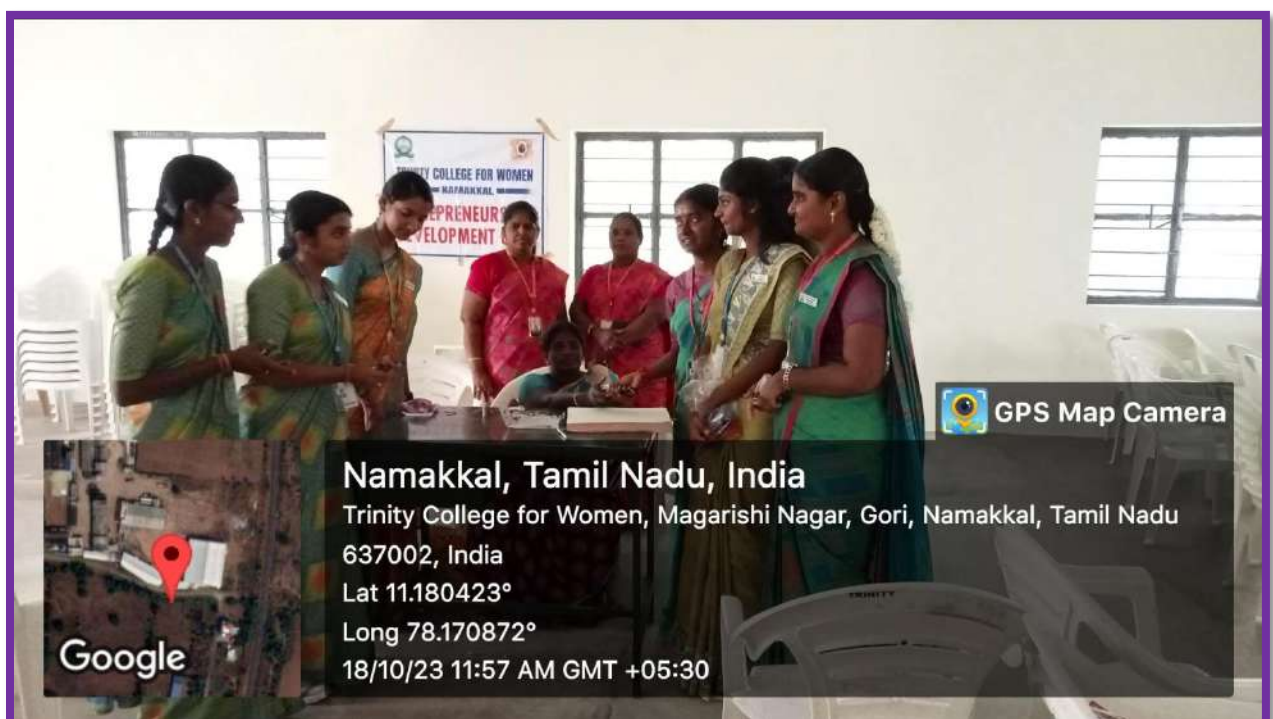 TRINITY COLLEGE FOR WOMEN
NAMAKKAL
GPS Map Camera
Namakkal, Tamil Nadu, India
Trinity College for Women, Magarishi Nagar, Gori, Namakkal, Tamil Nadu
637002, India
Lat 11.180423°
Long 78.170872°
18/10/23 11:57 AM GMT +05:30
Google
TRINITY